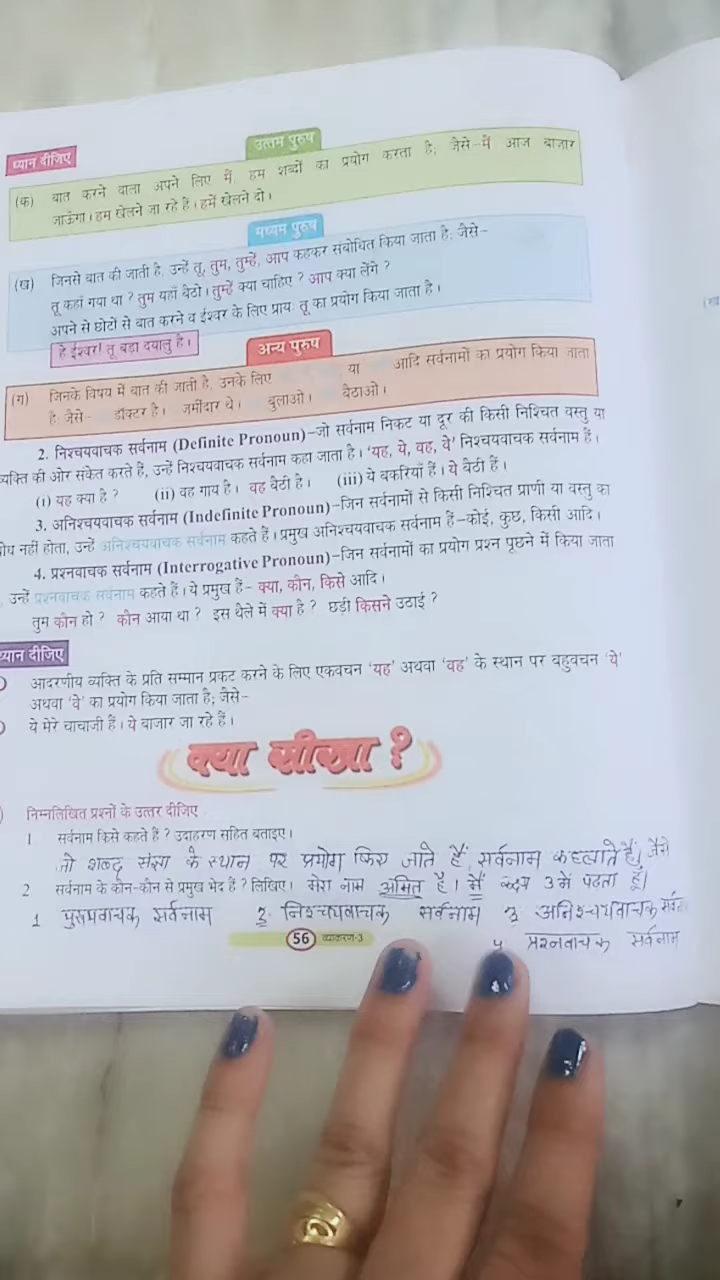 ध्यान दीजिए
उत्तम पुरुष
(क) बात करने वाला अपने लिए मैं, हम शब्दों का प्रयोग करता है; जैसे-मैं आज बाजार
जाऊँगा। हम खेलने जा रहे हैं। हमें खेलने दो।
मध्यम पुरुष
(ख) जिनसे बात की जाती है, उन्हें तू, तुम, तुम्हें, आप कहकर संबोधित किया जाता है; जैसे-
तू कहाँ गया था ? तुम यहाँ बैठो। तुम्हें क्या चाहिए ? आप क्या लेंगे ?
अपने से छोटों से बात करने व ईश्वर के लिए प्राय: तू का प्रयोग किया जाता है।
हे ईश्वर! तू बड़ा दयालु है।
अन्य पुरुष
(ग) जिनके विषय में बात की जाती है, उनके लिए या आदि सर्वनामों का प्रयोग किया जाता
है; जैसे- डॉक्टर है। जमींदार थे। बुलाओ। बैठाओ।
2. निश्चयवाचक सर्वनाम (Definite Pronoun)-जो सर्वनाम निकट या दूर की किसी निश्चित वस्तु या
व्यक्ति की ओर संकेत करते हैं, उन्हें निश्चयवाचक सर्वनाम कहा जाता है। 'यह, ये, वह, वे' निश्चयवाचक सर्वनाम हैं।
(i) यह क्या है ? (ii) वह गाय है। वह बैठी है। (iii) ये बकरियाँ हैं। ये बैठी हैं।
3. अनिश्चयवाचक सर्वनाम (Indefinite Pronoun)-जिन सर्वनामों से किसी निश्चित प्राणी या वस्तु का
बोध नहीं होता, उन्हें अनिश्चयवाचक सर्वनाम कहते हैं। प्रमुख अनिश्चयवाचक सर्वनाम हैं-कोई, कुछ, किसी आदि।
4. प्रश्नवाचक सर्वनाम (Interrogative Pronoun)-जिन सर्वनामों का प्रयोग प्रश्न पूछने में किया जाता
, उन्हें प्रश्नवाचक सर्वनाम कहते हैं। ये प्रमुख हैं- क्या, कौन, किसे आदि।
तुम कौन हो ? कौन आया था ? इस थैले में क्या है ? छड़ी किसने उठाई ?
ध्यान दीजिए
आदरणीय व्यक्ति के प्रति सम्मान प्रकट करने के लिए एकवचन 'यह' अथवा 'वह' के स्थान पर बहुवचन 'ये'
अथवा 'वे' का प्रयोग किया जाता है; जैसे-
ये मेरे चाचाजी हैं। ये बाजार जा रहे हैं।
क्या सीखा ?
निम्नलिखित प्रश्नों के उत्तर दीजिए
1 सर्वनाम किसे कहते हैं ? उदाहरण सहित बताइए।
जो शब्द संज्ञा के स्थान पर प्रयोग किए जाते हैं, सर्वनाम कहलाते हैं। जैसे
2 सर्वनाम के कौन-कौन से प्रमुख भेद हैं ? लिखिए। मेरा नाम अमित है। मैं कक्षा 3 में पढ़ता हूँ।
1 पुरुषवाचक सर्वनाम 2 निश्चयवाचक सर्वनाम 3 अनिश्चयवाचक सर्वनाम
56 व्याकरण-3
4 प्रश्नवाचक सर्वनाम